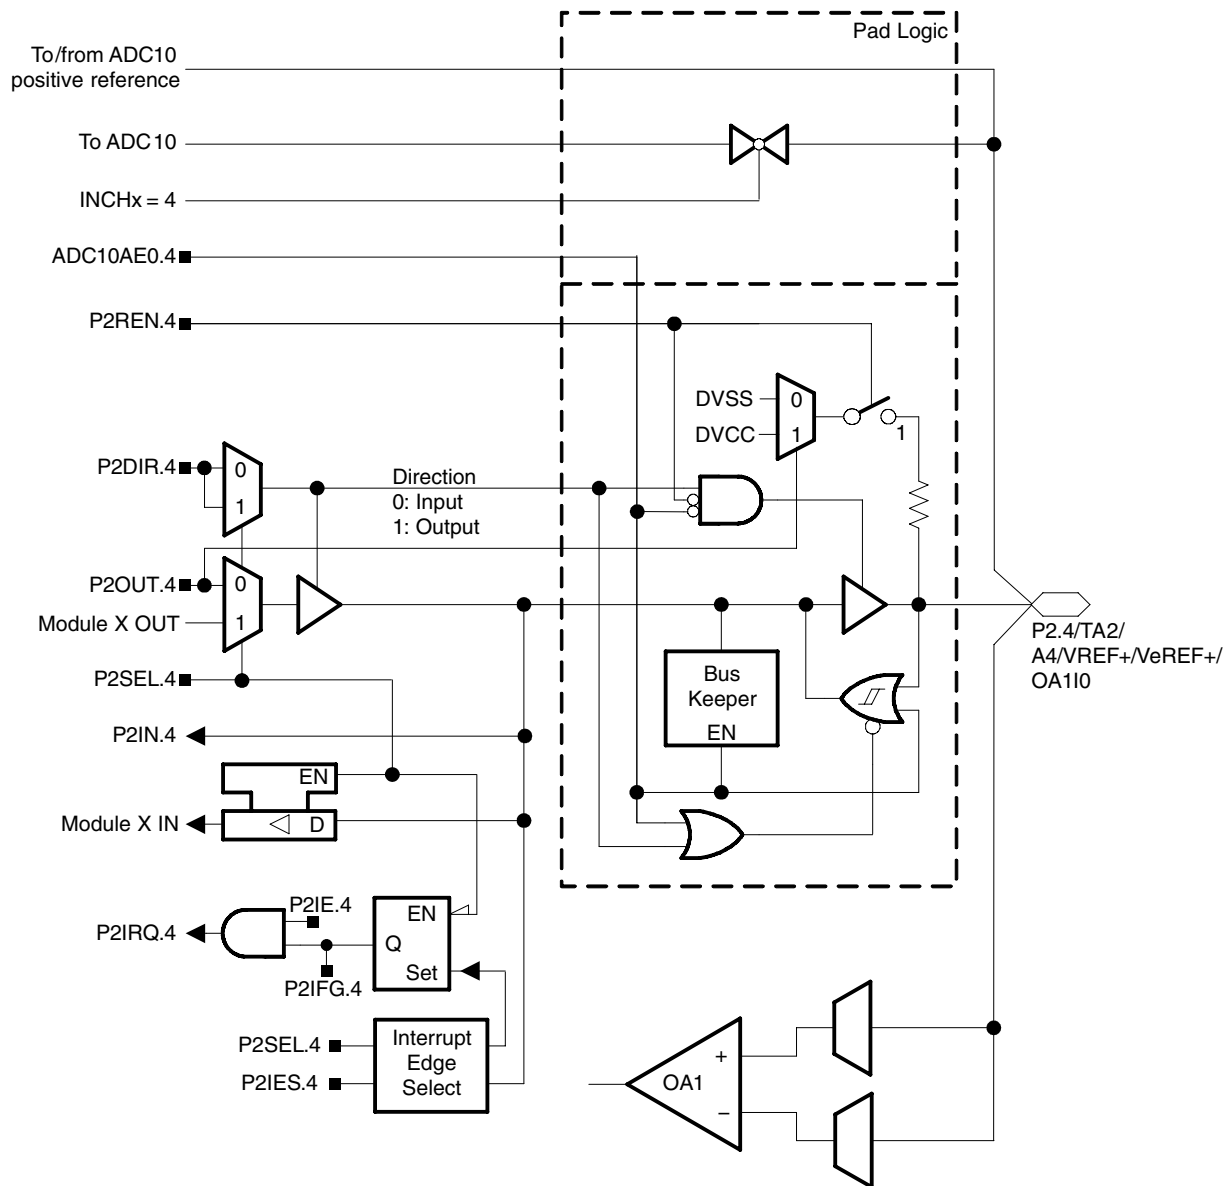 Pad Logic
To/from ADC10
positive reference
To ADC10
INCHx = 4
ADC10AE0.4
P2REN.4
DVSS
0
DVCC
1
1
P2DIR.4
0
1
Direction
0: Input
1: Output
P2OUT.4
0
Module X OUT
1
P2SEL.4
P2.4/TA2/
A4/VREF+/VeREF+/
OA1I0
Bus
Keeper
EN
P2IN.4
EN
Module X IN
D
P2IE.4
EN
P2IRQ.4
Q
Set
P2IFG.4
P2SEL.4
P2IES.4
Interrupt
Edge
Select
+
OA1
−